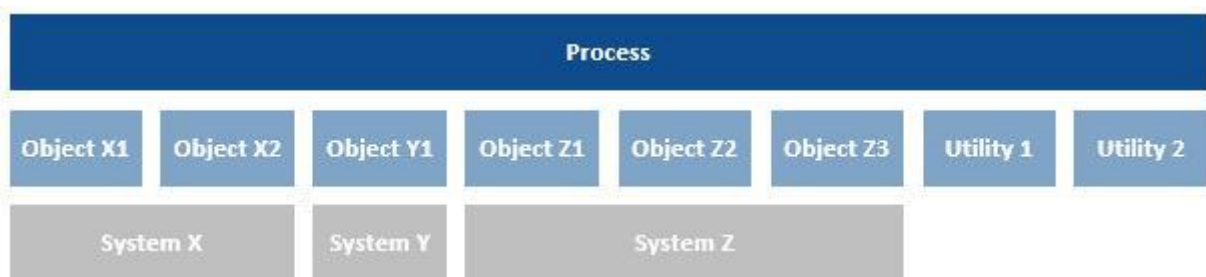 Process
Object X1 Object X2 Object Y1 Object Z1 Object Z2 Object Z3 Utility 1 Utility 2
System X System Y System Z